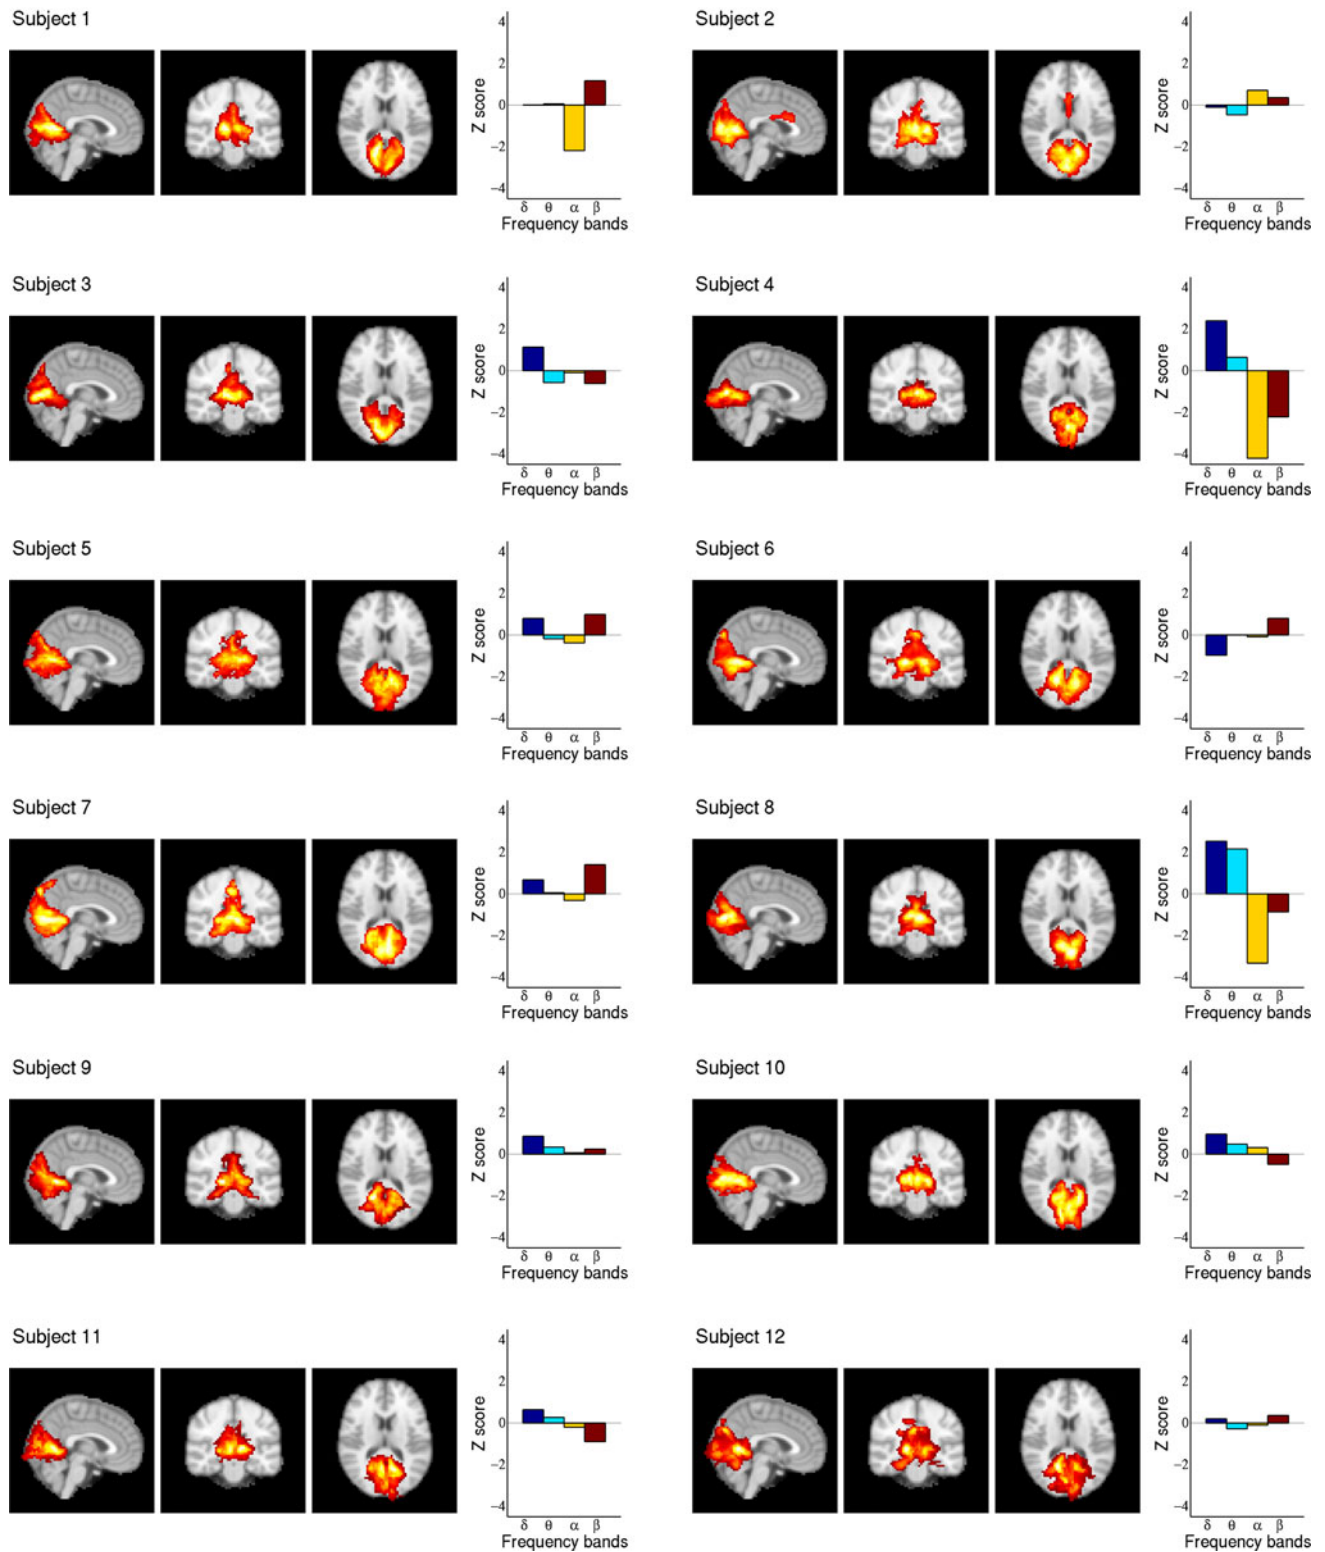 Subject 1
4
2
0
−2
−4
Z score
δ θ α β
Frequency bands
Subject 2
4
2
0
−2
−4
Z score
δ θ α β
Frequency bands
Subject 3
4
2
0
−2
−4
Z score
δ θ α β
Frequency bands
Subject 4
4
2
0
−2
−4
Z score
δ θ α β
Frequency bands
Subject 5
4
2
0
−2
−4
Z score
δ θ α β
Frequency bands
Subject 6
4
2
0
−2
−4
Z score
δ θ α β
Frequency bands
Subject 7
4
2
0
−2
−4
Z score
δ θ α β
Frequency bands
Subject 8
4
2
0
−2
−4
Z score
δ θ α β
Frequency bands
Subject 9
4
2
0
−2
−4
Z score
δ θ α β
Frequency bands
Subject 10
4
2
0
−2
−4
Z score
δ θ α β
Frequency bands
Subject 11
4
2
0
−2
−4
Z score
δ θ α β
Frequency bands
Subject 12
4
2
0
−2
−4
Z score
δ θ α β
Frequency bands